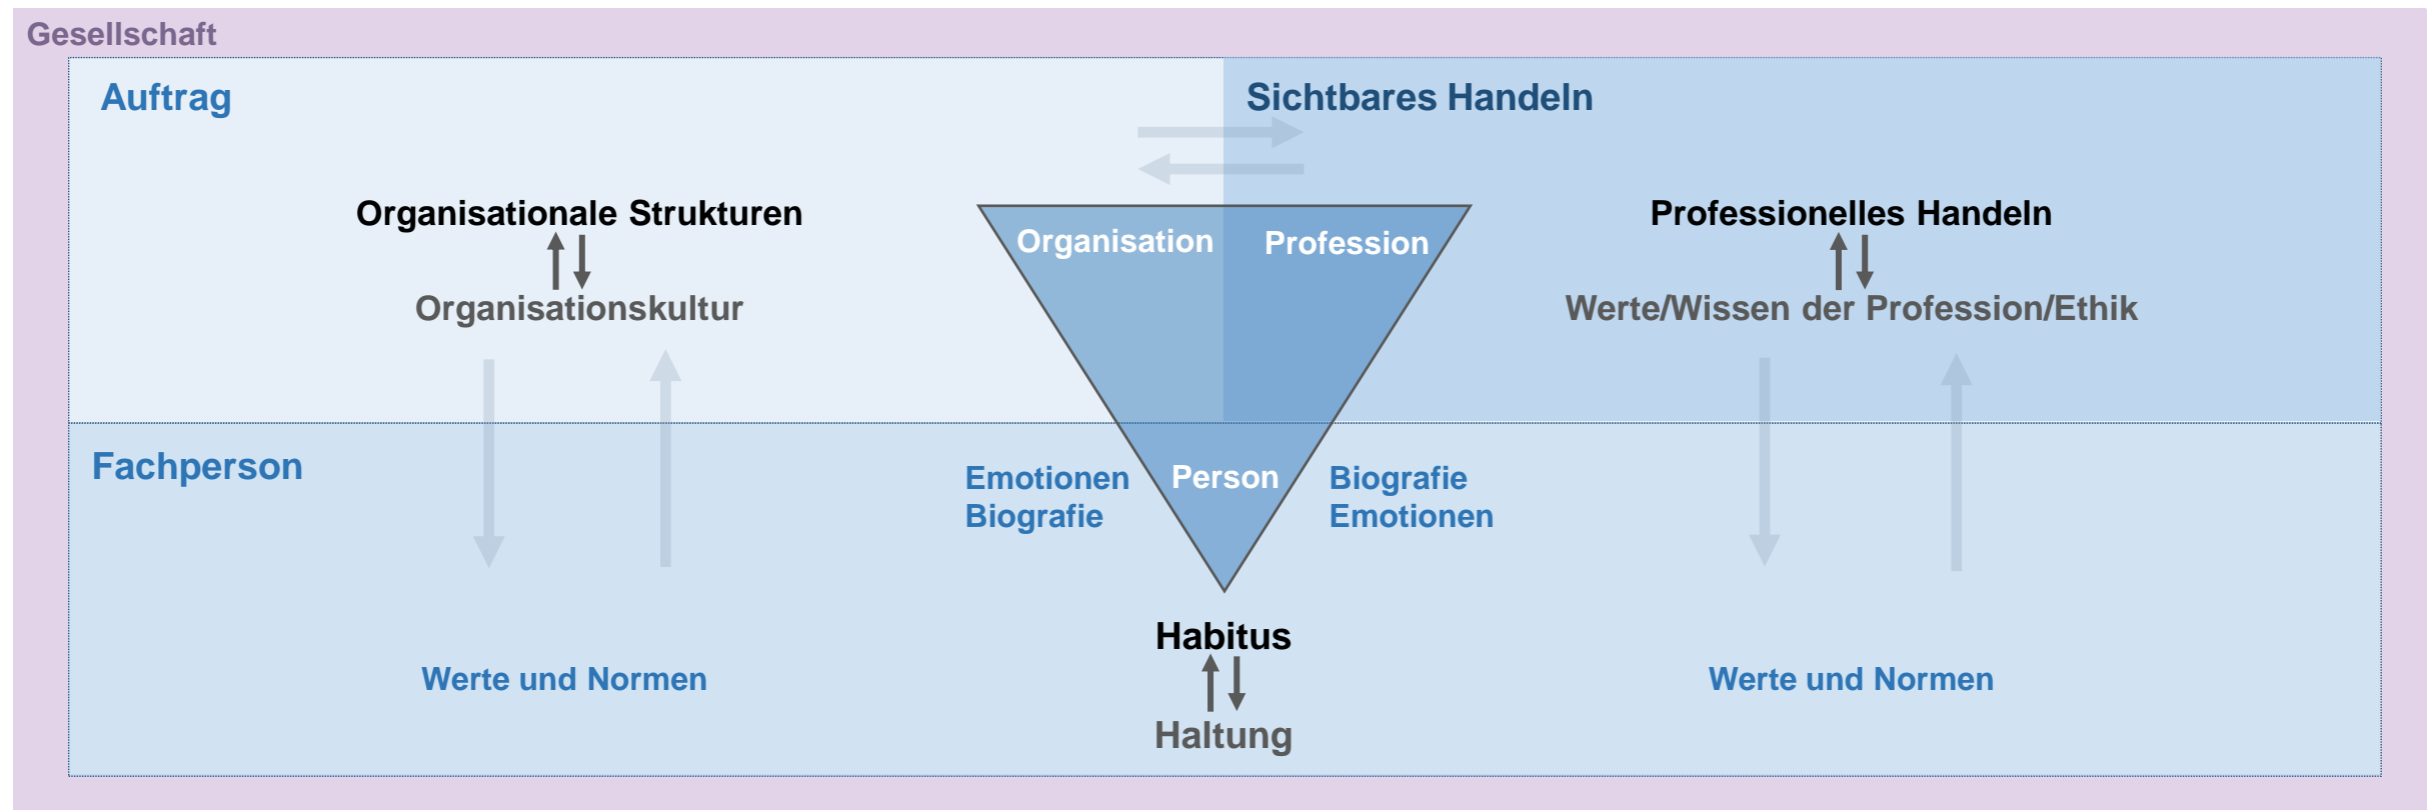 Gesellschaft
Auftrag
Sichtbares Handeln
Organisationale Strukturen
Professionelles Handeln
Organisation
Profession
Organisationskultur
Werte/Wissen der Profession/Ethik
Fachperson
Emotionen
Biografie
Person
Biografie
Emotionen
Habitus
Werte und Normen
Werte und Normen
Haltung